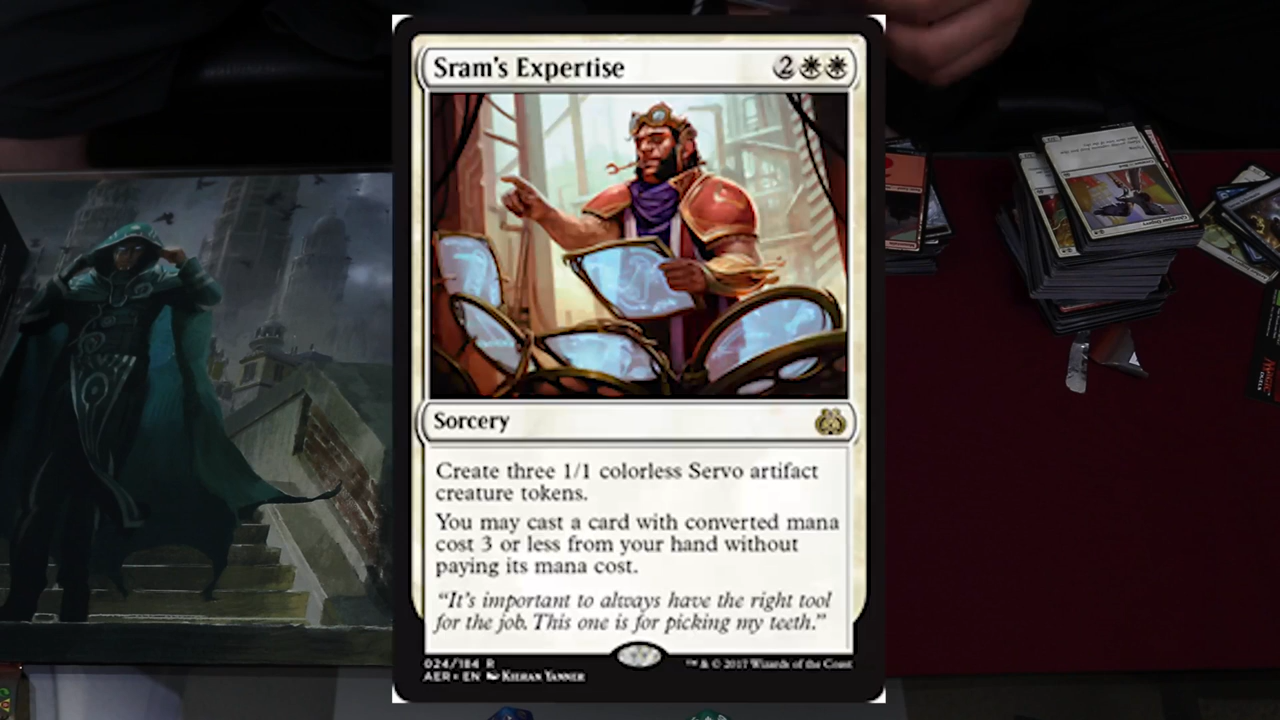 Sram's Expertise 2
Sorcery
Create three 1/1 colorless Servo artifact
creature tokens.
You may cast a card with converted mana
cost 3 or less from your hand without
paying its mana cost.
“It's important to always have the right tool
for the job. This one is for picking my teeth.”
024/184 R
™ & © 2017 Wizards of the Coast
AER • EN Kieran Yanner